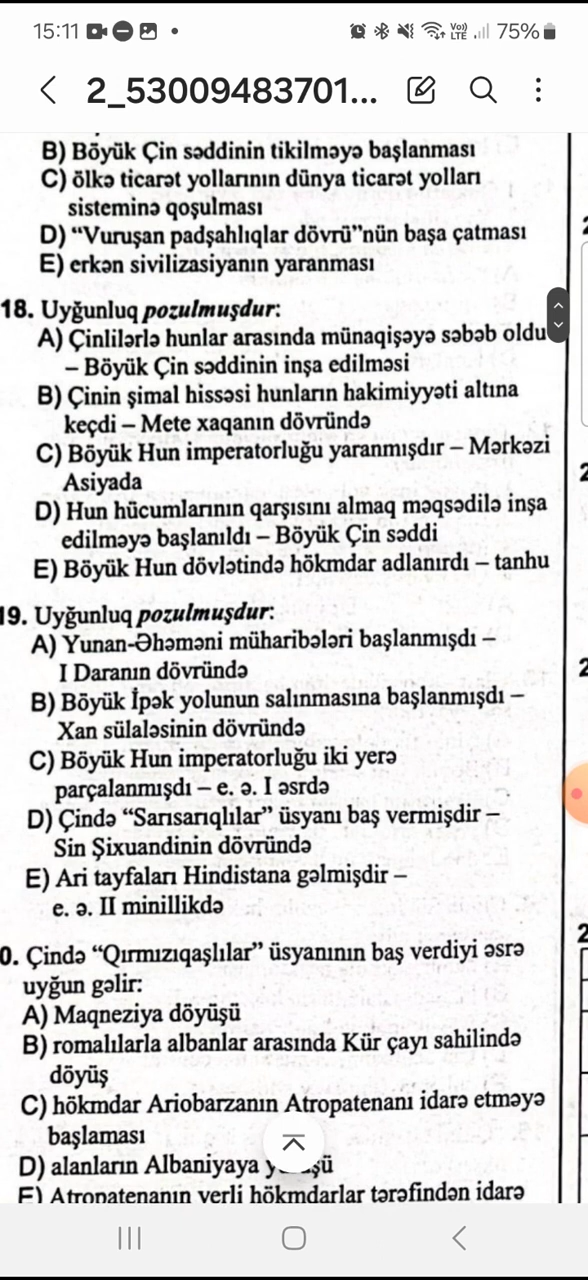 15:11
Vo)) LTE 75%
2_53009483701...
B) Böyük Çin səddinin tikilməyə başlanması
C) ölkə ticarət yollarının dünya ticarət yolları
sisteminə qoşulması
D) “Vuruşan padşahlıqlar dövrü”nün başa çatması
E) erkən sivilizasiyanın yaranması
18. Uyğunluq pozulmuşdur:
A) Çinlilərlə hunlar arasında münaqişəyə səbəb oldu
– Böyük Çin səddinin inşa edilməsi
B) Çinin şimal hissəsi hunların hakimiyyəti altına
keçdi – Mete xaqanın dövründə
C) Böyük Hun imperatorluğu yaranmışdır – Mərkəzi
Asiyada
D) Hun hücumlarının qarşısını almaq məqsədilə inşa
edilməyə başlanıldı – Böyük Çin səddi
E) Böyük Hun dövlətində hökmdar adlanırdı – tanhu
19. Uyğunluq pozulmuşdur:
A) Yunan-Əhəməni müharibələri başlanmışdı –
I Daranın dövründə
B) Böyük İpək yolunun salınmasına başlanmışdı –
Xan sülaləsinin dövründə
C) Böyük Hun imperatorluğu iki yerə
parçalanmışdı – e. ə. I əsrdə
D) Çində “Sarısarıqlılar” üsyanı baş vermişdir –
Sin Şixuandinin dövründə
E) Ari tayfaları Hindistana gəlmişdir –
e. ə. II minillikdə
0. Çində “Qırmızıqaşlılar” üsyanının baş verdiyi əsrə
uyğun gəlir:
A) Maqneziya döyüşü
B) romalılarla albanlar arasında Kür çayı sahilində
döyüş
C) hökmdar Ariobarzanın Atropatenanı idarə etməyə
başlaması
D) alanların Albaniyaya
E) Atropatenanın yerli hökmdarlar tərəfindən idarə